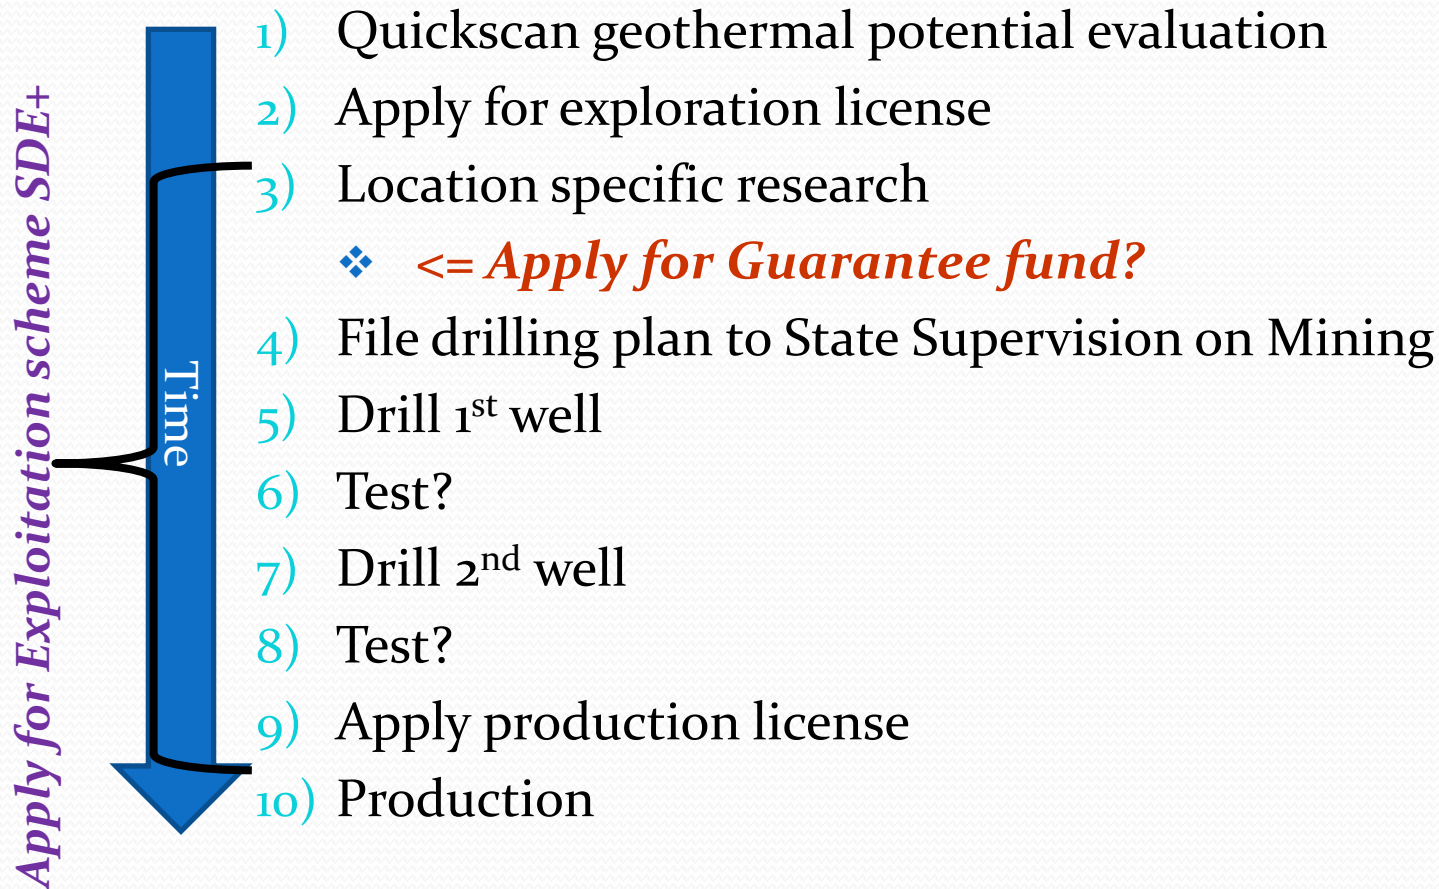 Apply for Exploitation scheme SDE+
Time
1) Quickscan geothermal potential evaluation
2) Apply for exploration license
3) Location specific research
❖ <= Apply for Guarantee fund?
4) File drilling plan to State Supervision on Mining
5) Drill 1st well
6) Test?
7) Drill 2nd well
8) Test?
9) Apply production license
10) Production